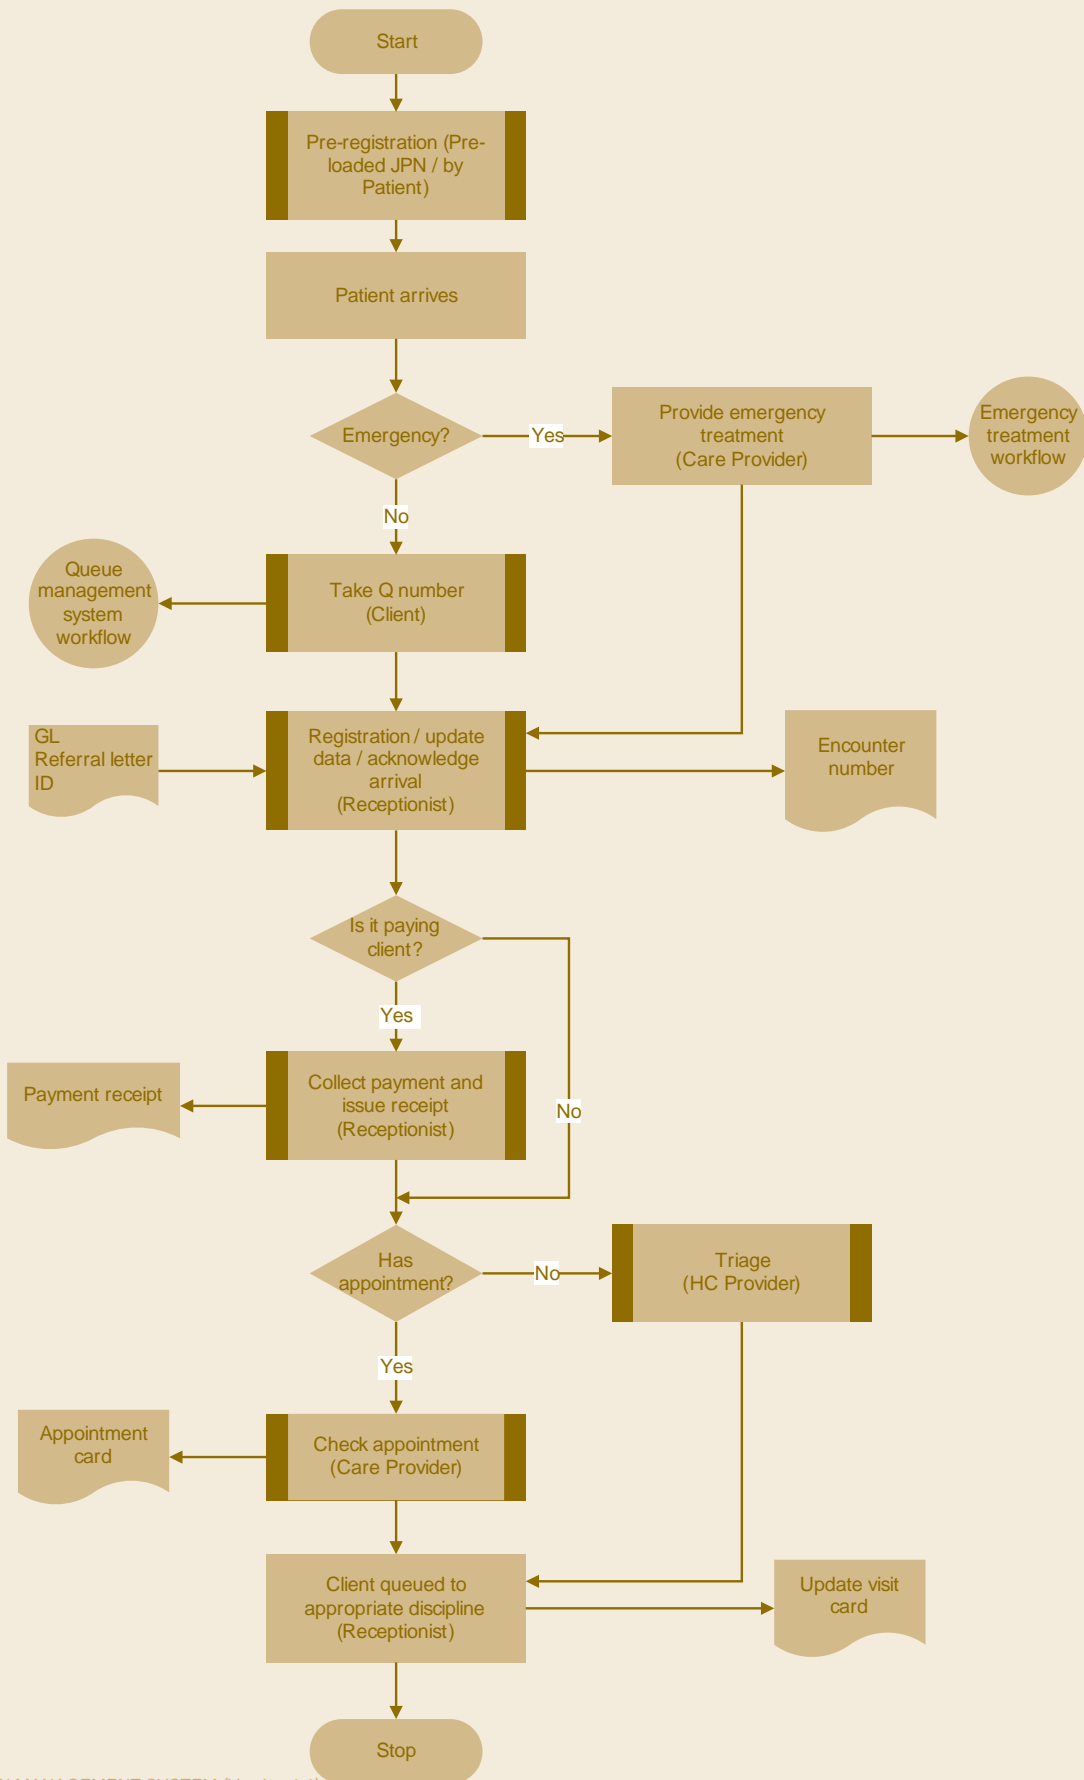 Start
Pre-registration (Pre-
loaded JPN / by
Patient)
Patient arrives
Emergency?
Yes
Provide emergency
treatment
(Care Provider)
Emergency
treatment
workflow
No
Queue
management
system
workflow
Take Q number
(Client)
GL
Referral letter
ID
Registration / update
data / acknowledge
arrival
(Receptionist)
Encounter
number
Is it paying
client?
Yes
Payment receipt
Collect payment and
issue receipt
(Receptionist)
No
Has
appointment?
No
Triage
(HC Provider)
Yes
Appointment
card
Check appointment
(Care Provider)
Client queued to
appropriate discipline
(Receptionist)
Update visit
card
Stop